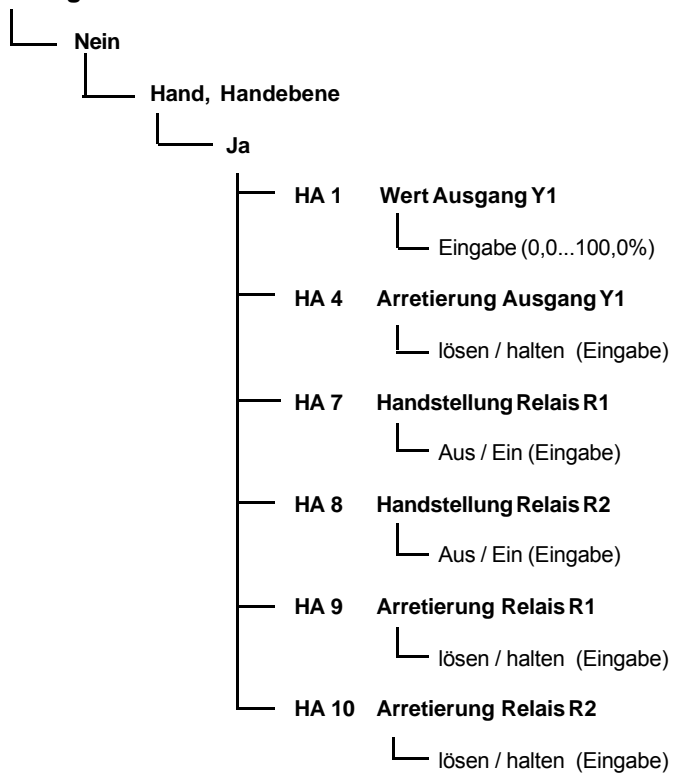 Nein
Hand, Handebene
Ja
HA 1 Wert Ausgang Y1
Eingabe (0,0...100,0%)
HA 4 Arretierung Ausgang Y1
lösen / halten (Eingabe)
HA 7 Handstellung Relais R1
Aus / Ein (Eingabe)
HA 8 Handstellung Relais R2
Aus / Ein (Eingabe)
HA 9 Arretierung Relais R1
lösen / halten (Eingabe)
HA 10 Arretierung Relais R2
lösen / halten (Eingabe)